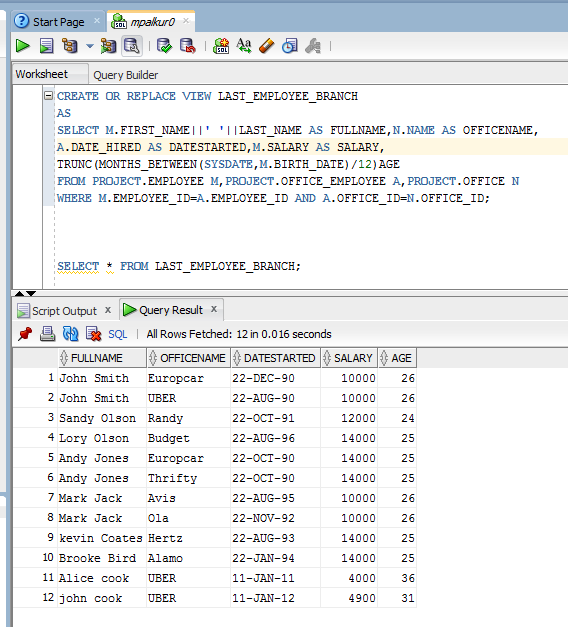 Start Page
mpalkur0
SQL
Worksheet Query Builder
CREATE OR REPLACE VIEW LAST_EMPLOYEE_BRANCH
AS
SELECT M.FIRST_NAME||' '||LAST_NAME AS FULLNAME,N.NAME AS OFFICENAME,
A.DATE_HIRED AS DATESTARTED,M.SALARY AS SALARY,
TRUNC(MONTHS_BETWEEN(SYSDATE,M.BIRTH_DATE)/12)AGE
FROM PROJECT.EMPLOYEE M,PROJECT.OFFICE_EMPLOYEE A,PROJECT.OFFICE N
WHERE M.EMPLOYEE_ID=A.EMPLOYEE_ID AND A.OFFICE_ID=N.OFFICE_ID;
SELECT * FROM LAST_EMPLOYEE_BRANCH;
Script Output x Query Result x
SQL | All Rows Fetched: 12 in 0.016 seconds
FULLNAME OFFICENAME DATESTARTED SALARY AGE
1 John Smith Europcar 22-DEC-90 10000 26
2 John Smith UBER 22-AUG-90 10000 26
3 Sandy Olson Randy 22-OCT-91 12000 24
4 Lory Olson Budget 22-AUG-96 14000 25
5 Andy Jones Europcar 22-OCT-90 14000 25
6 Andy Jones Thrifty 22-OCT-90 14000 25
7 Mark Jack Avis 22-AUG-95 10000 26
8 Mark Jack Ola 22-NOV-92 10000 26
9 kevin Coates Hertz 22-AUG-93 14000 25
10 Brooke Bird Alamo 22-JAN-94 14000 25
11 Alice cook UBER 11-JAN-11 4000 36
12 john cook UBER 11-JAN-12 4900 31